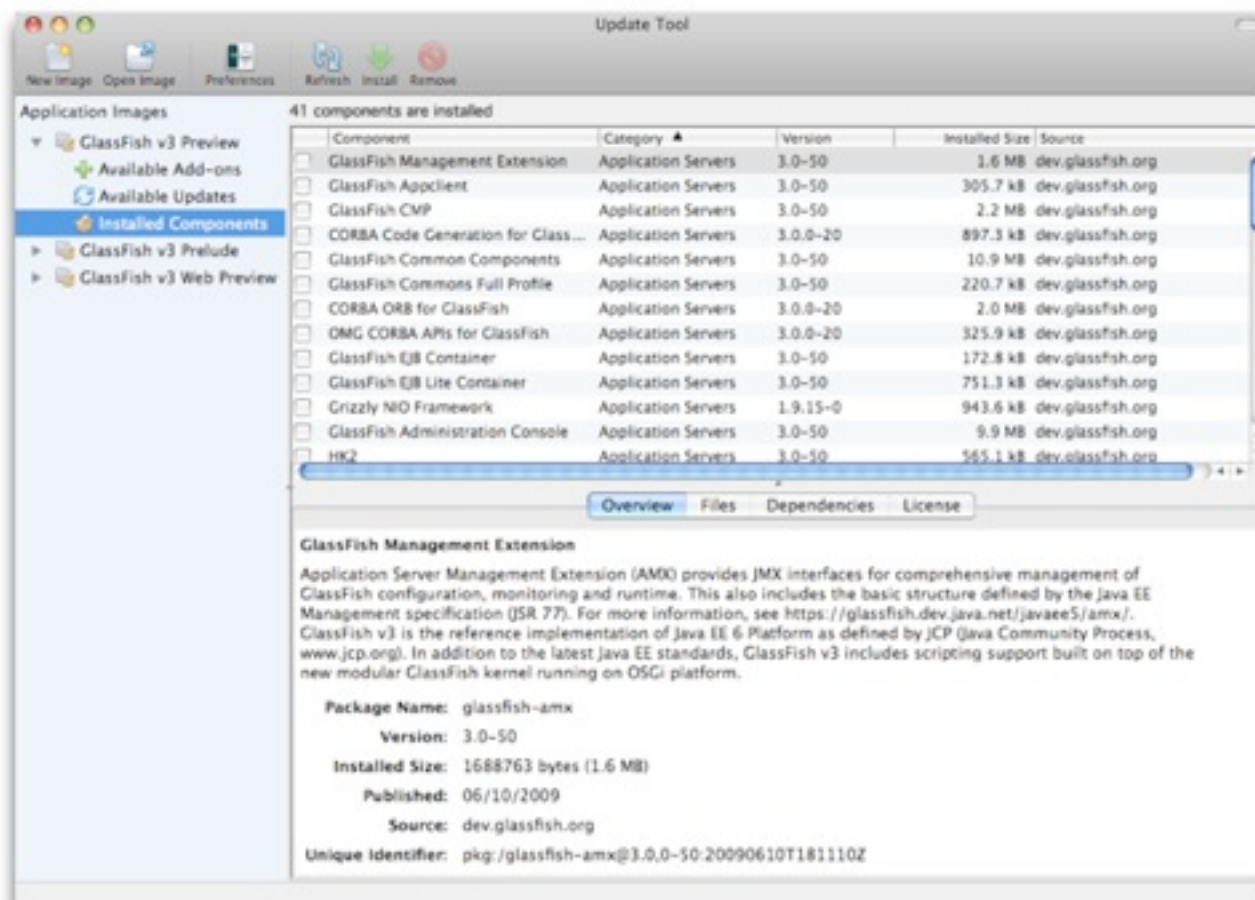 Update Tool
New Image Open Image Preferences Refresh Install Remove
Application Images
41 components are installed
GlassFish v3 Preview
Available Add-ons
Available Updates
Installed Components
GlassFish v3 Prelude
GlassFish v3 Web Preview
Component Category ▲ Version Installed Size Source
GlassFish Management Extension Application Servers 3.0-50 1.6 MB dev.glassfish.org
GlassFish Appclient Application Servers 3.0-50 305.7 kB dev.glassfish.org
GlassFish CMP Application Servers 3.0-50 2.2 MB dev.glassfish.org
CORBA Code Generation for Glass... Application Servers 3.0.0-20 897.3 kB dev.glassfish.org
GlassFish Common Components Application Servers 3.0-50 10.9 MB dev.glassfish.org
GlassFish Commons Full Profile Application Servers 3.0-50 220.7 kB dev.glassfish.org
CORBA ORB for GlassFish Application Servers 3.0.0-20 2.0 MB dev.glassfish.org
OMG CORBA APIs for GlassFish Application Servers 3.0.0-20 325.9 kB dev.glassfish.org
GlassFish EJB Container Application Servers 3.0-50 172.8 kB dev.glassfish.org
GlassFish EJB Lite Container Application Servers 3.0-50 751.3 kB dev.glassfish.org
Grizzly NIO Framework Application Servers 1.9.15-0 943.6 kB dev.glassfish.org
GlassFish Administration Console Application Servers 3.0-50 9.9 MB dev.glassfish.org
HK2 Application Servers 3.0-50 565.1 kB dev.glassfish.org
Overview Files Dependencies License
GlassFish Management Extension
Application Server Management Extension (AMX) provides JMX interfaces for comprehensive management of
GlassFish configuration, monitoring and runtime. This also includes the basic structure defined by the Java EE
Management specification (JSR 77). For more information, see https://glassfish.dev.java.net/javaee5/amx/.
GlassFish v3 is the reference implementation of Java EE 6 Platform as defined by JCP (Java Community Process,
www.jcp.org). In addition to the latest Java EE standards, GlassFish v3 includes scripting support built on top of the
new modular GlassFish kernel running on OSGi platform.
Package Name: glassfish-amx
Version: 3.0-50
Installed Size: 1688763 bytes (1.6 MB)
Published: 06/10/2009
Source: dev.glassfish.org
Unique Identifier: pkg:/glassfish-amx@3.0,0-50:20090610T181110Z